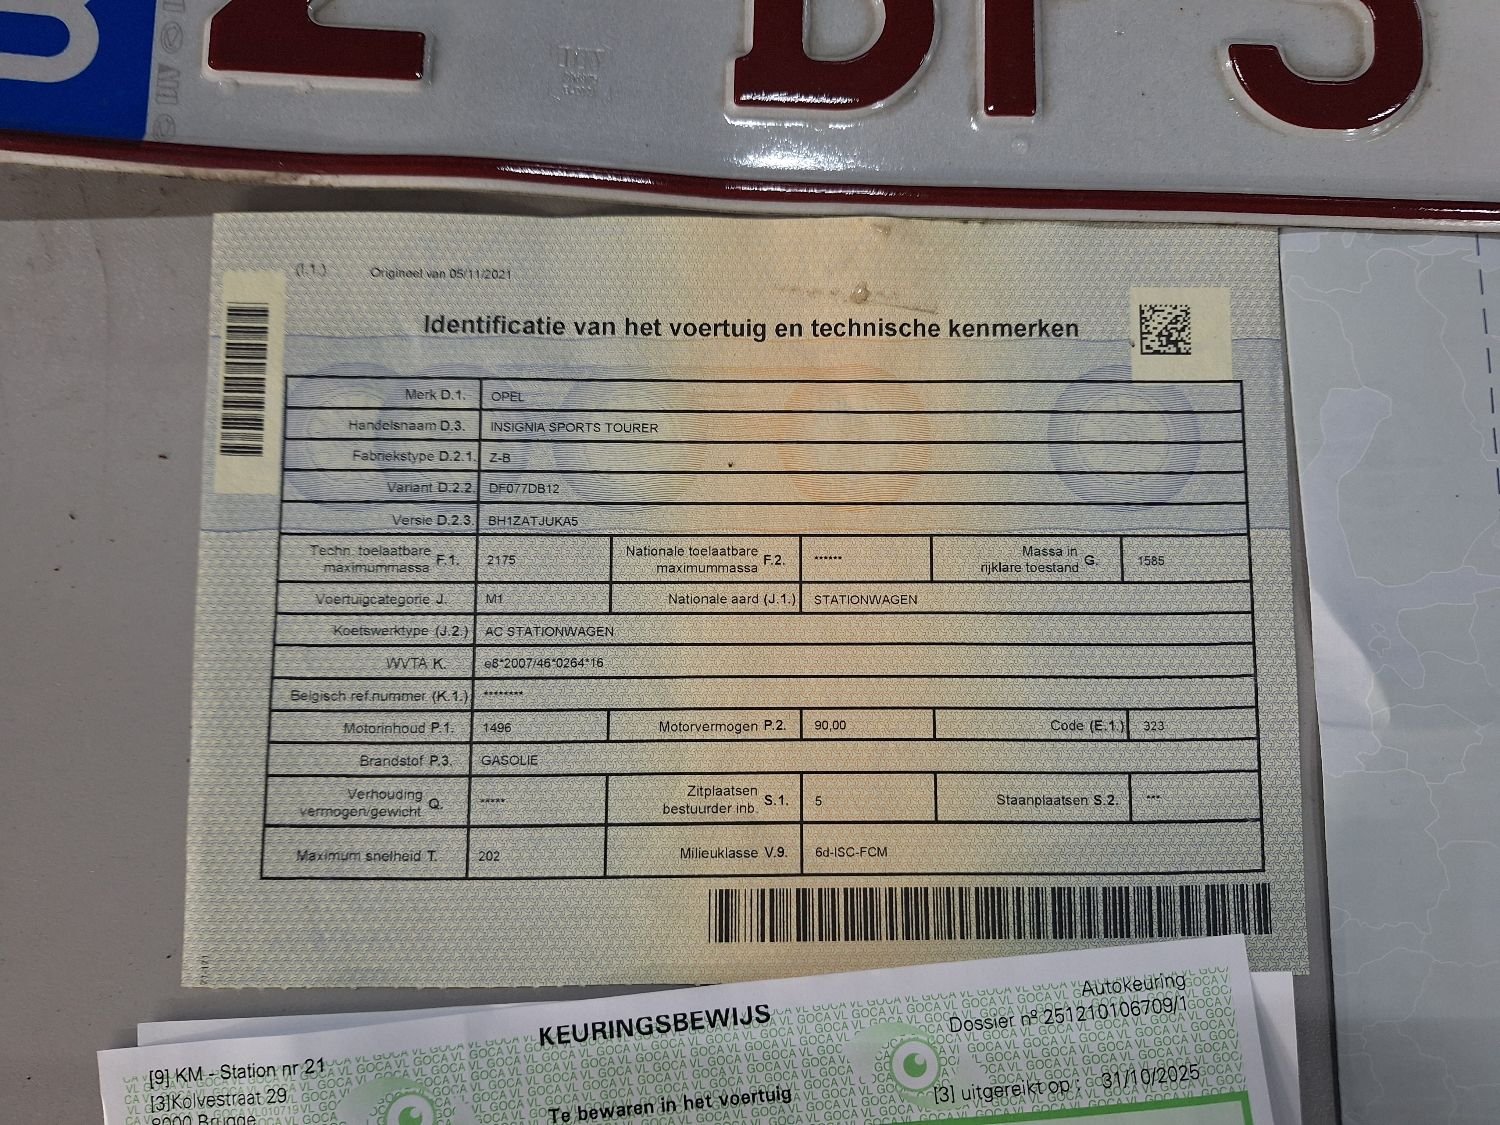 2 BFS
(I.1.) Origineel van 05/11/2021
Identificatie van het voertuig en technische kenmerken
Merk D.1. OPEL
Handelsnaam D.3. INSIGNIA SPORTS TOURER
Fabriekstype D.2.1. Z-B
Variant D.2.2. DF077DB12
Versie D.2.3. BH1ZATJUKA5
Techn. toelaatbare maximummassa F.1. 2175 Nationale toelaatbare maximummassa F.2. ****** Massa in rijklare toestand G. 1585
Voertuigcategorie J. M1 Nationale aard (J.1.) STATIONWAGEN
Koetswerktype (J.2.) AC STATIONWAGEN
WVTA K. e8*2007/46*0264*16
Belgisch ref.nummer (K.1.) ********
Motorinhoud P.1. 1496 Motorvermogen P.2. 90,00 Code (E.1.) 323
Brandstof P.3. GASOLIE
Verhouding vermogen/gewicht Q. ***** Zitplaatsen bestuurder inb. S.1. 5 Staanplaatsen S.2. ***
Maximum snelheid T. 202 Milieuklasse V.9. 6d-ISC-FCM
KEURINGSBEWIJS
Autokeuring
Dossier n° 251210106709/1
[9] KM - Station nr 21
[3] Kolvestraat 29
8000 Brugge
Te bewaren in het voertuig
[3] uitgereikt op : 31/10/2025